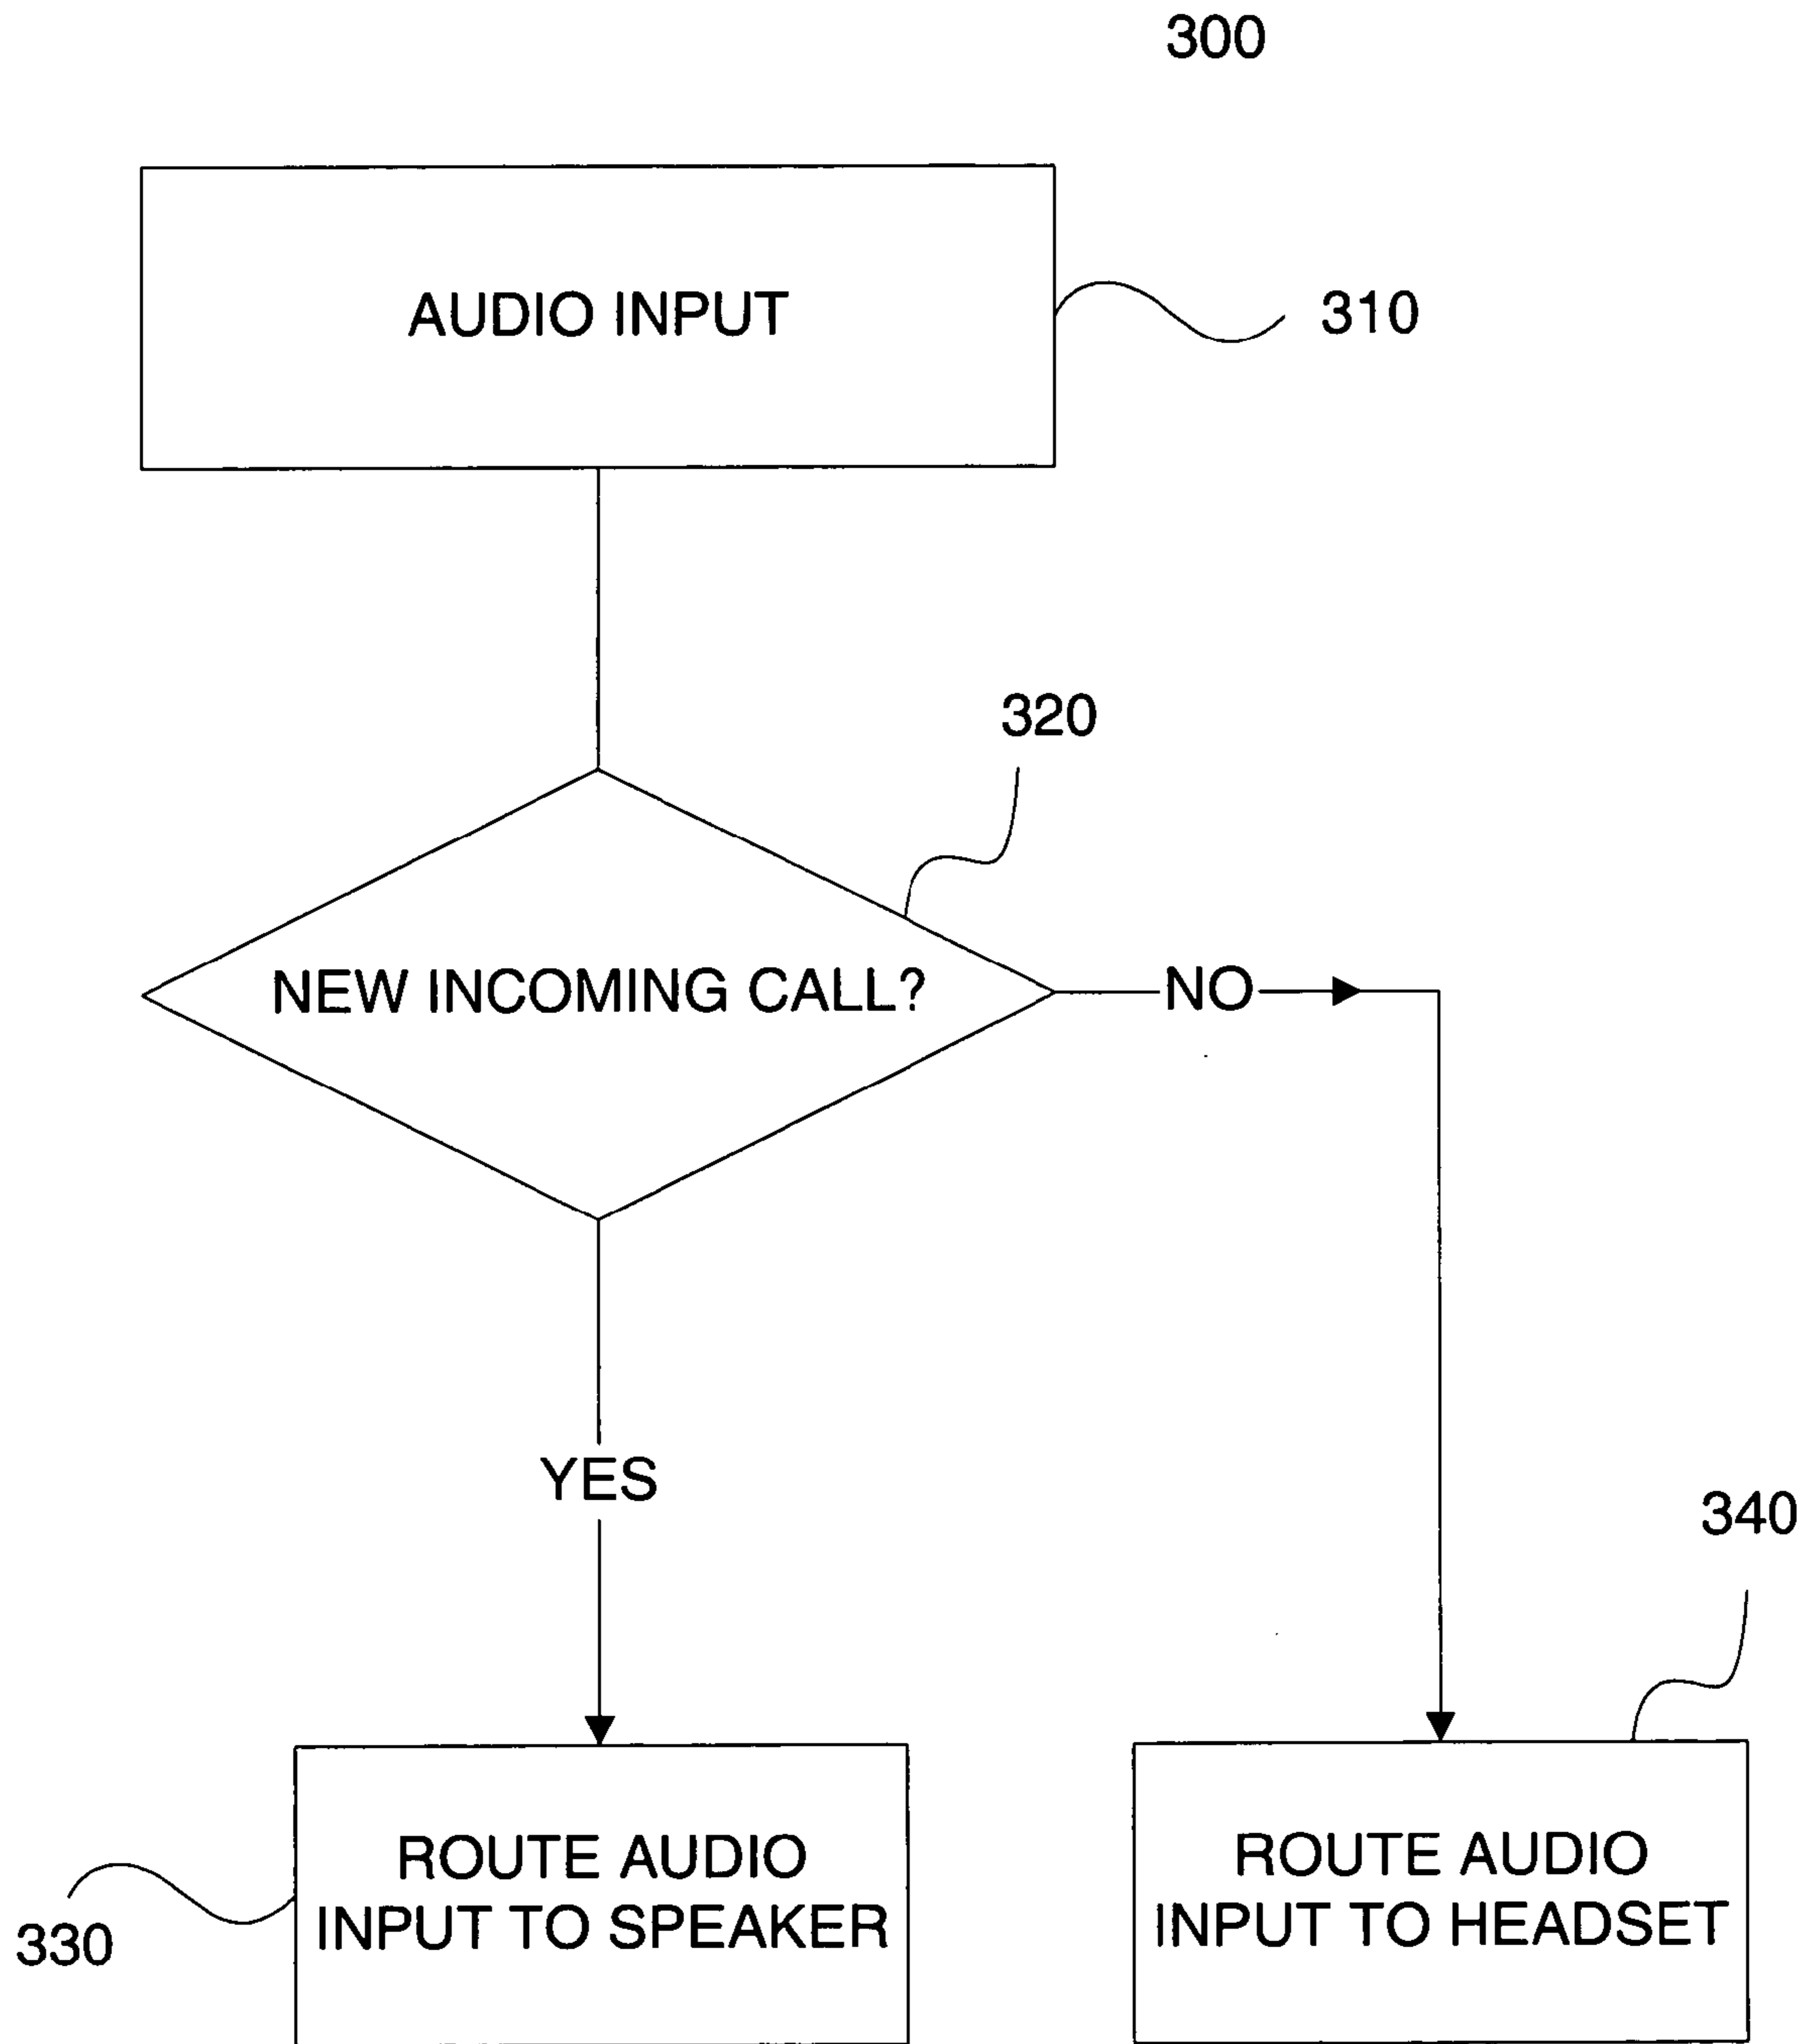 300
AUDIO INPUT
310
320
NEW INCOMING CALL?
NO
YES
340
ROUTE AUDIO
INPUT TO SPEAKER
330
ROUTE AUDIO
INPUT TO HEADSET